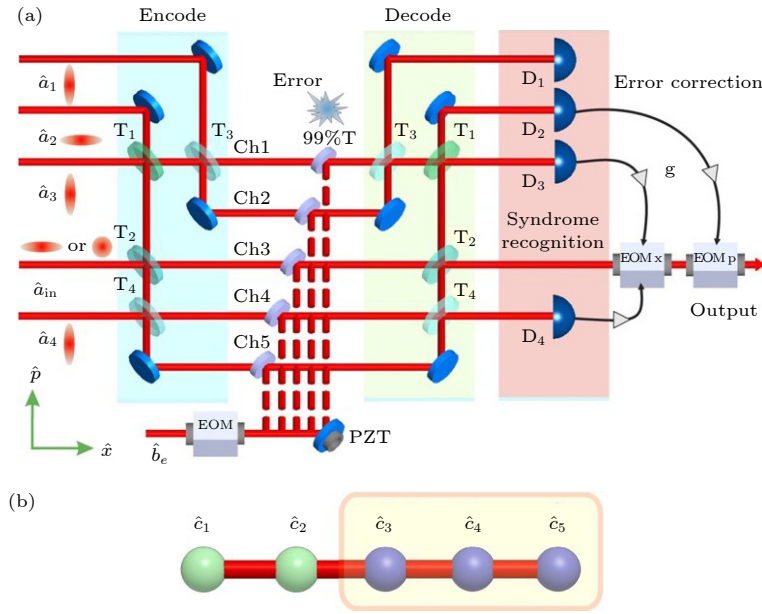 (a)
Encode
Decode
Error
D₁
Error correction
â₁
â₂
T₁
T₃
99%T
T₃
T₁
D₂
Ch1
D₃
g
â₃
Ch2
Syndrome
recognition
or
T₂
Ch3
T₂
EOM x
EOM p
âᵢₙ
T₄
Ch4
T₄
Output
â₄
Ch5
D₄
p̂
EOM
PZT
x̂
b̂ₑ
(b)
ĉ₁
ĉ₂
ĉ₃
ĉ₄
ĉ₅